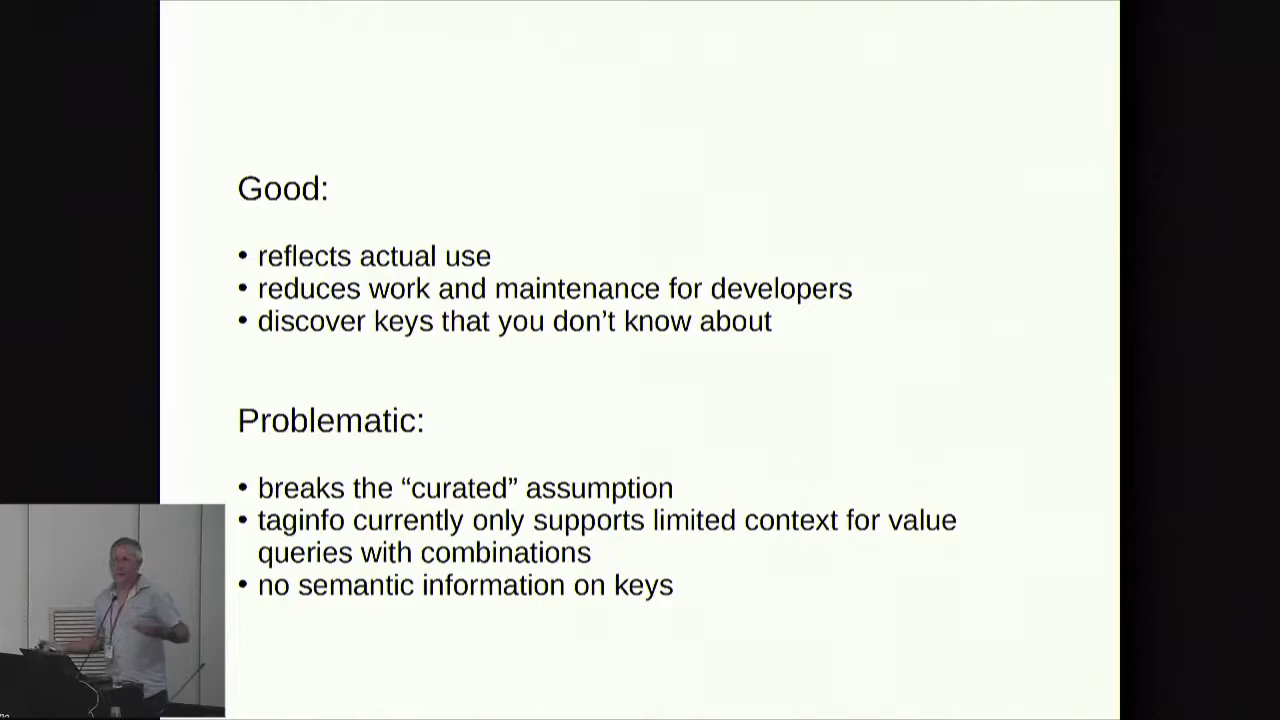 Good:
• reflects actual use
• reduces work and maintenance for developers
• discover keys that you don’t know about
Problematic:
• breaks the “curated” assumption
• taginfo currently only supports limited context for value
queries with combinations
• no semantic information on keys